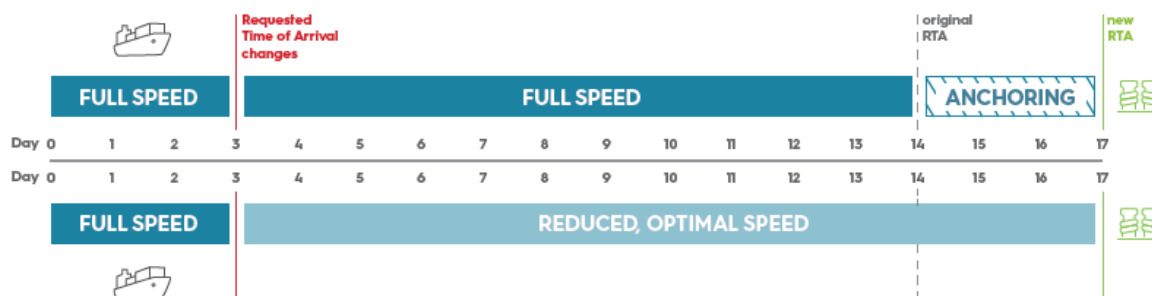 Requested
Time of Arrival
changes
original
RTA
new
RTA
FULL SPEED FULL SPEED ANCHORING
Day 0 1 2 3 4 5 6 7 8 9 10 11 12 13 14 15 16 17
Day 0 1 2 3 4 5 6 7 8 9 10 11 12 13 14 15 16 17
FULL SPEED REDUCED, OPTIMAL SPEED